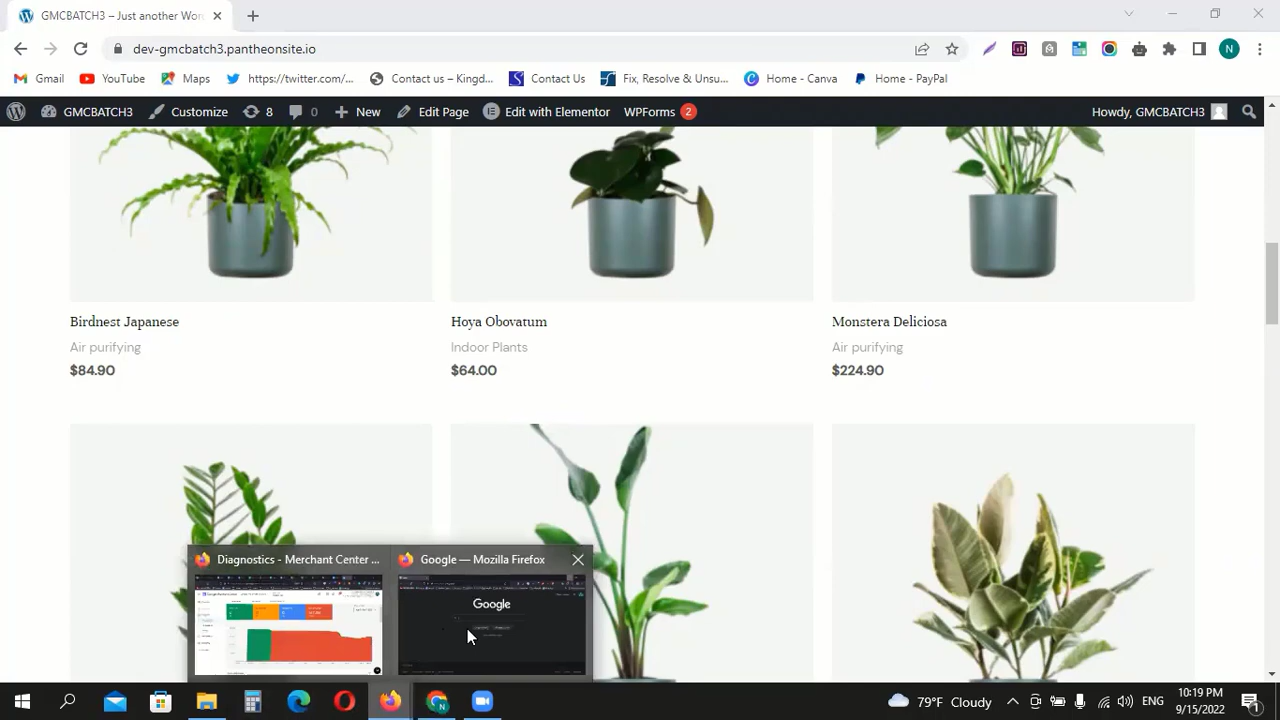 GMCBATCH3 – Just another Wor
dev-gmcbatch3.pantheonsite.io
N
Gmail YouTube Maps https://twitter.com/... Contact us – Kingd... Contact Us Fix, Resolve & Unsu... Home - Canva Home - PayPal
GMCBATCH3 Customize 8 0 New Edit Page Edit with Elementor WPForms 2 Howdy, GMCBATCH3
Birdnest Japanese
Air purifying
$84.90
Hoya Obovatum
Indoor Plants
$64.00
Monstera Deliciosa
Air purifying
$224.90
Diagnostics - Merchant Center ...
Google — Mozilla Firefox
Google
79°F Cloudy
ENG
10:19 PM
9/15/2022
1